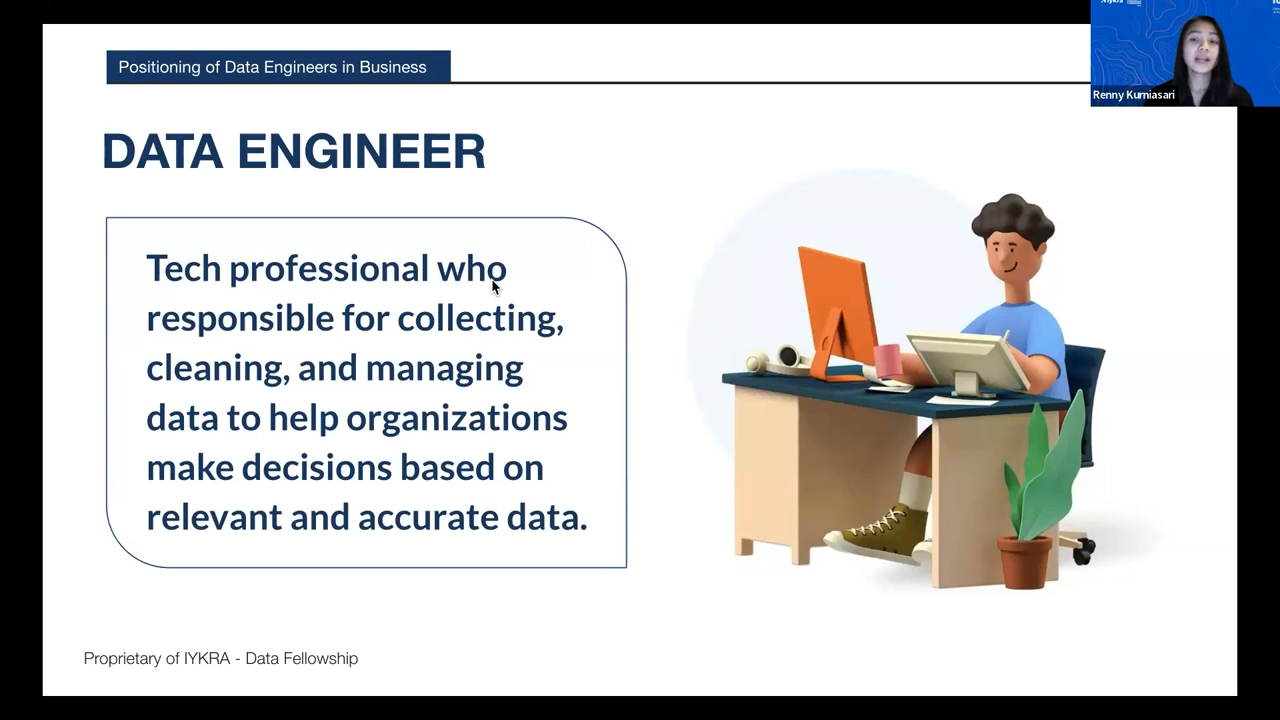 Positioning of Data Engineers in Business
Renny Kurniasari
DATA ENGINEER
Tech professional who
responsible for collecting,
cleaning, and managing
data to help organizations
make decisions based on
relevant and accurate data.
Proprietary of IYKRA - Data Fellowship